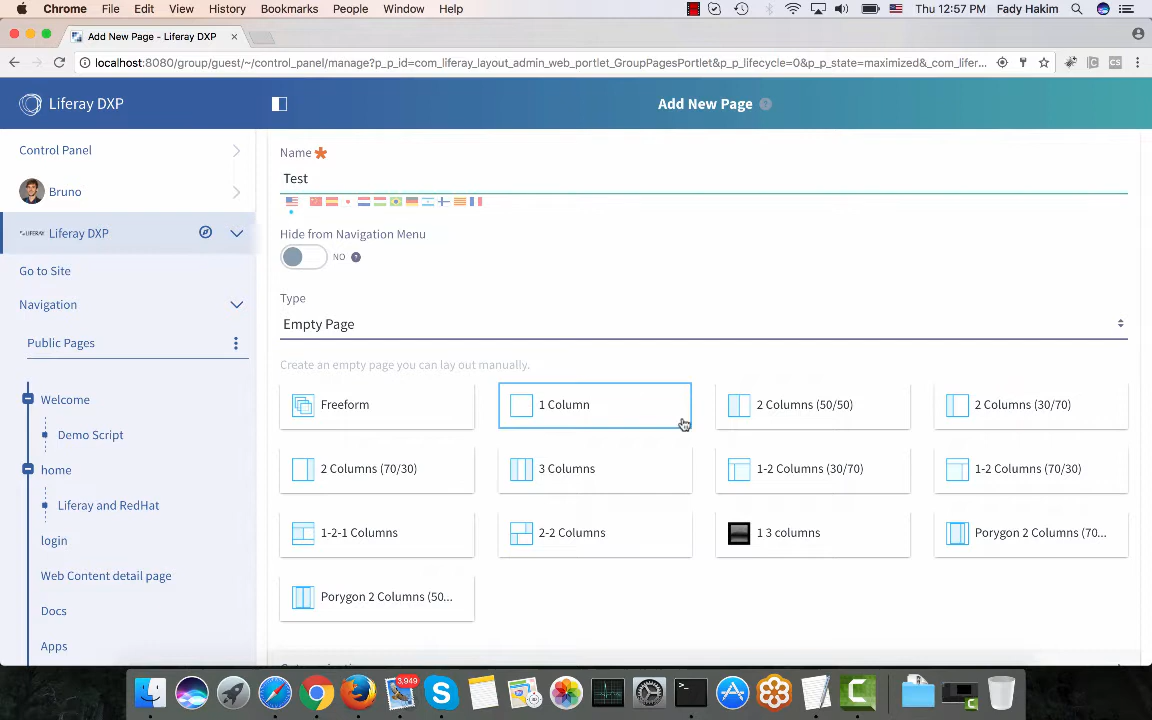 Chrome File Edit View History Bookmarks People Window Help Thu 12:57 PM Fady Hakim
Add New Page - Liferay DXP
localhost:8080/group/guest/~/control_panel/manage?p_p_id=com_liferay_layout_admin_web_portlet_GroupPagesPortlet&p_p_lifecycle=0&p_p_state=maximized&_com_lifer...
Liferay DXP
Add New Page
Control Panel
Bruno
LIFERAY Liferay DXP
Go to Site
Navigation
Public Pages
Welcome
Demo Script
home
Liferay and RedHat
login
Web Content detail page
Docs
Apps
Name
Test
Hide from Navigation Menu
NO
Type
Empty Page
Create an empty page you can lay out manually.
Freeform
1 Column
2 Columns (50/50)
2 Columns (30/70)
2 Columns (70/30)
3 Columns
1-2 Columns (30/70)
1-2 Columns (70/30)
1-2-1 Columns
2-2 Columns
1 3 columns
Porygon 2 Columns (70...
Porygon 2 Columns (50...
3,949